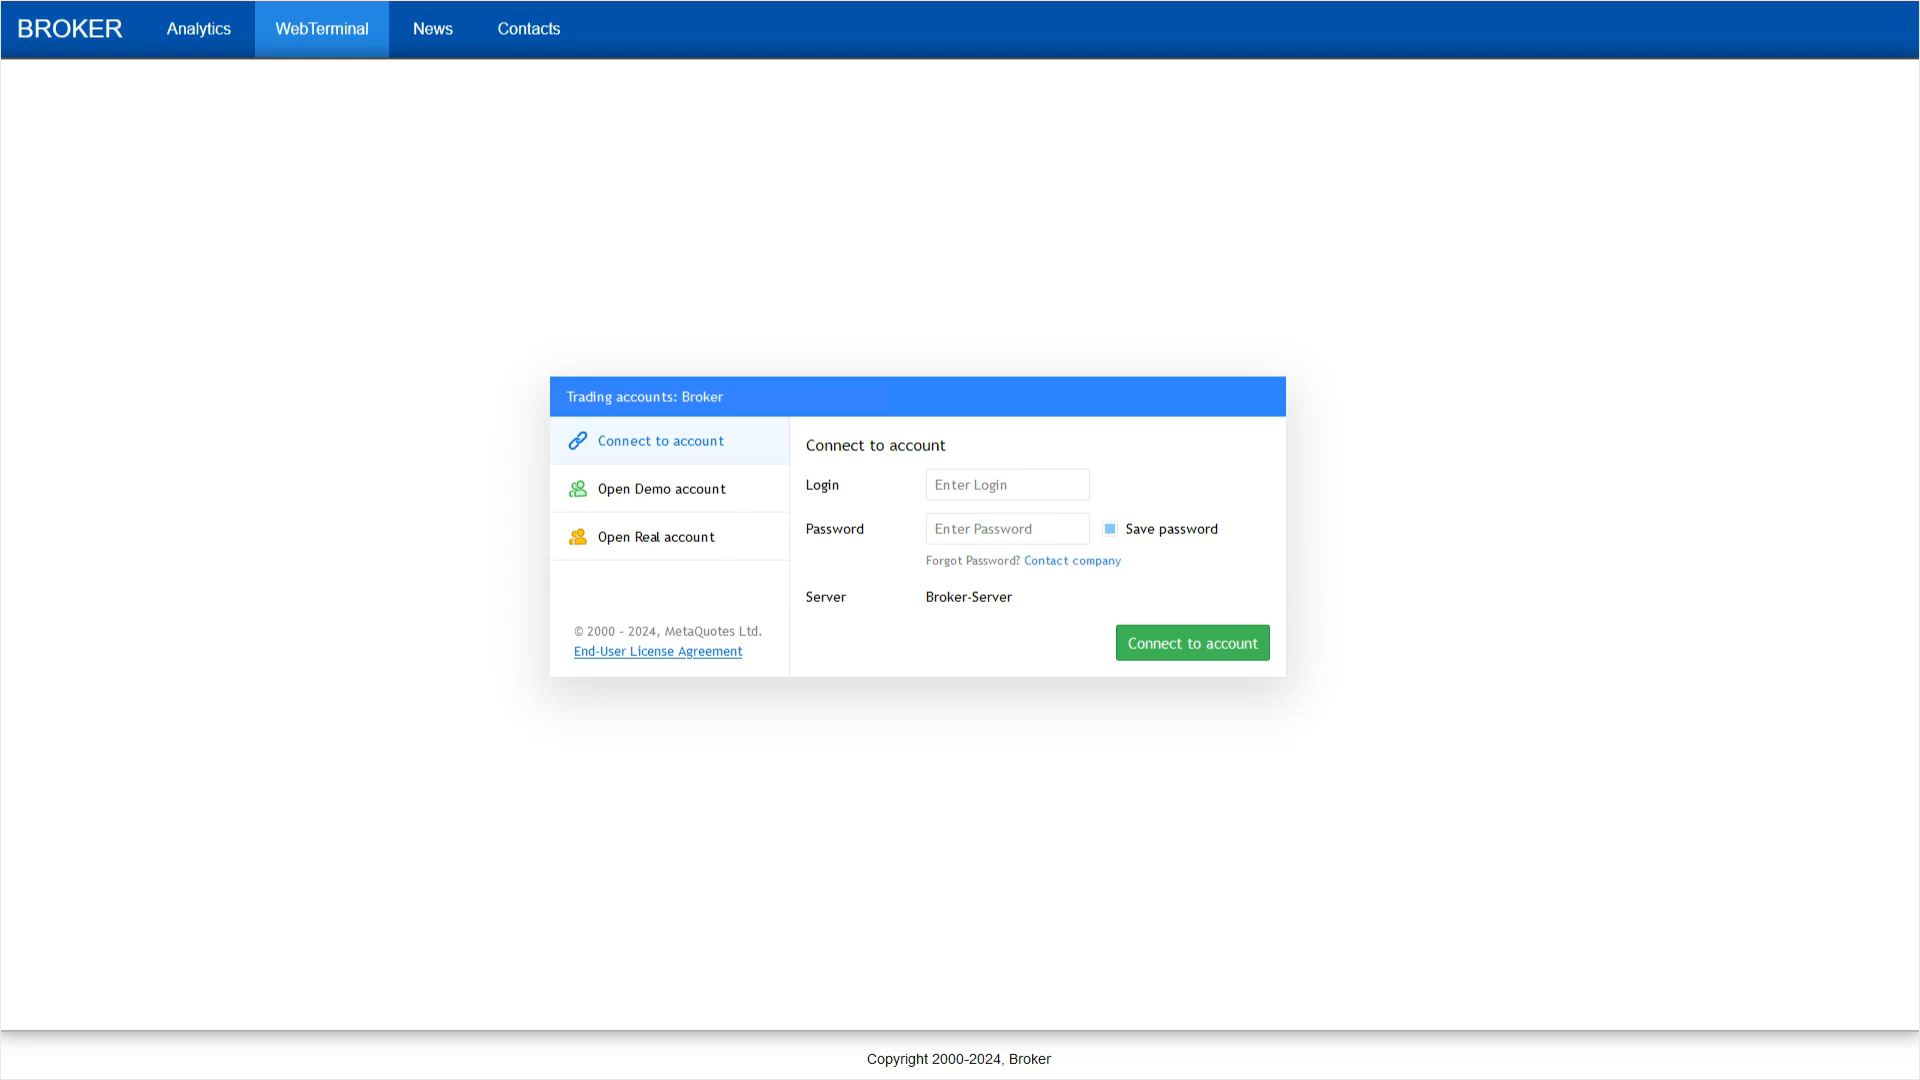 BROKER Analytics WebTerminal News Contacts
Trading accounts: Broker
Connect to account
Open Demo account
Open Real account
© 2000 - 2024, MetaQuotes Ltd.
End-User License Agreement
Connect to account
Login Enter Login
Password Enter Password Save password
Forgot Password? Contact company
Server Broker-Server
Connect to account
Copyright 2000-2024, Broker